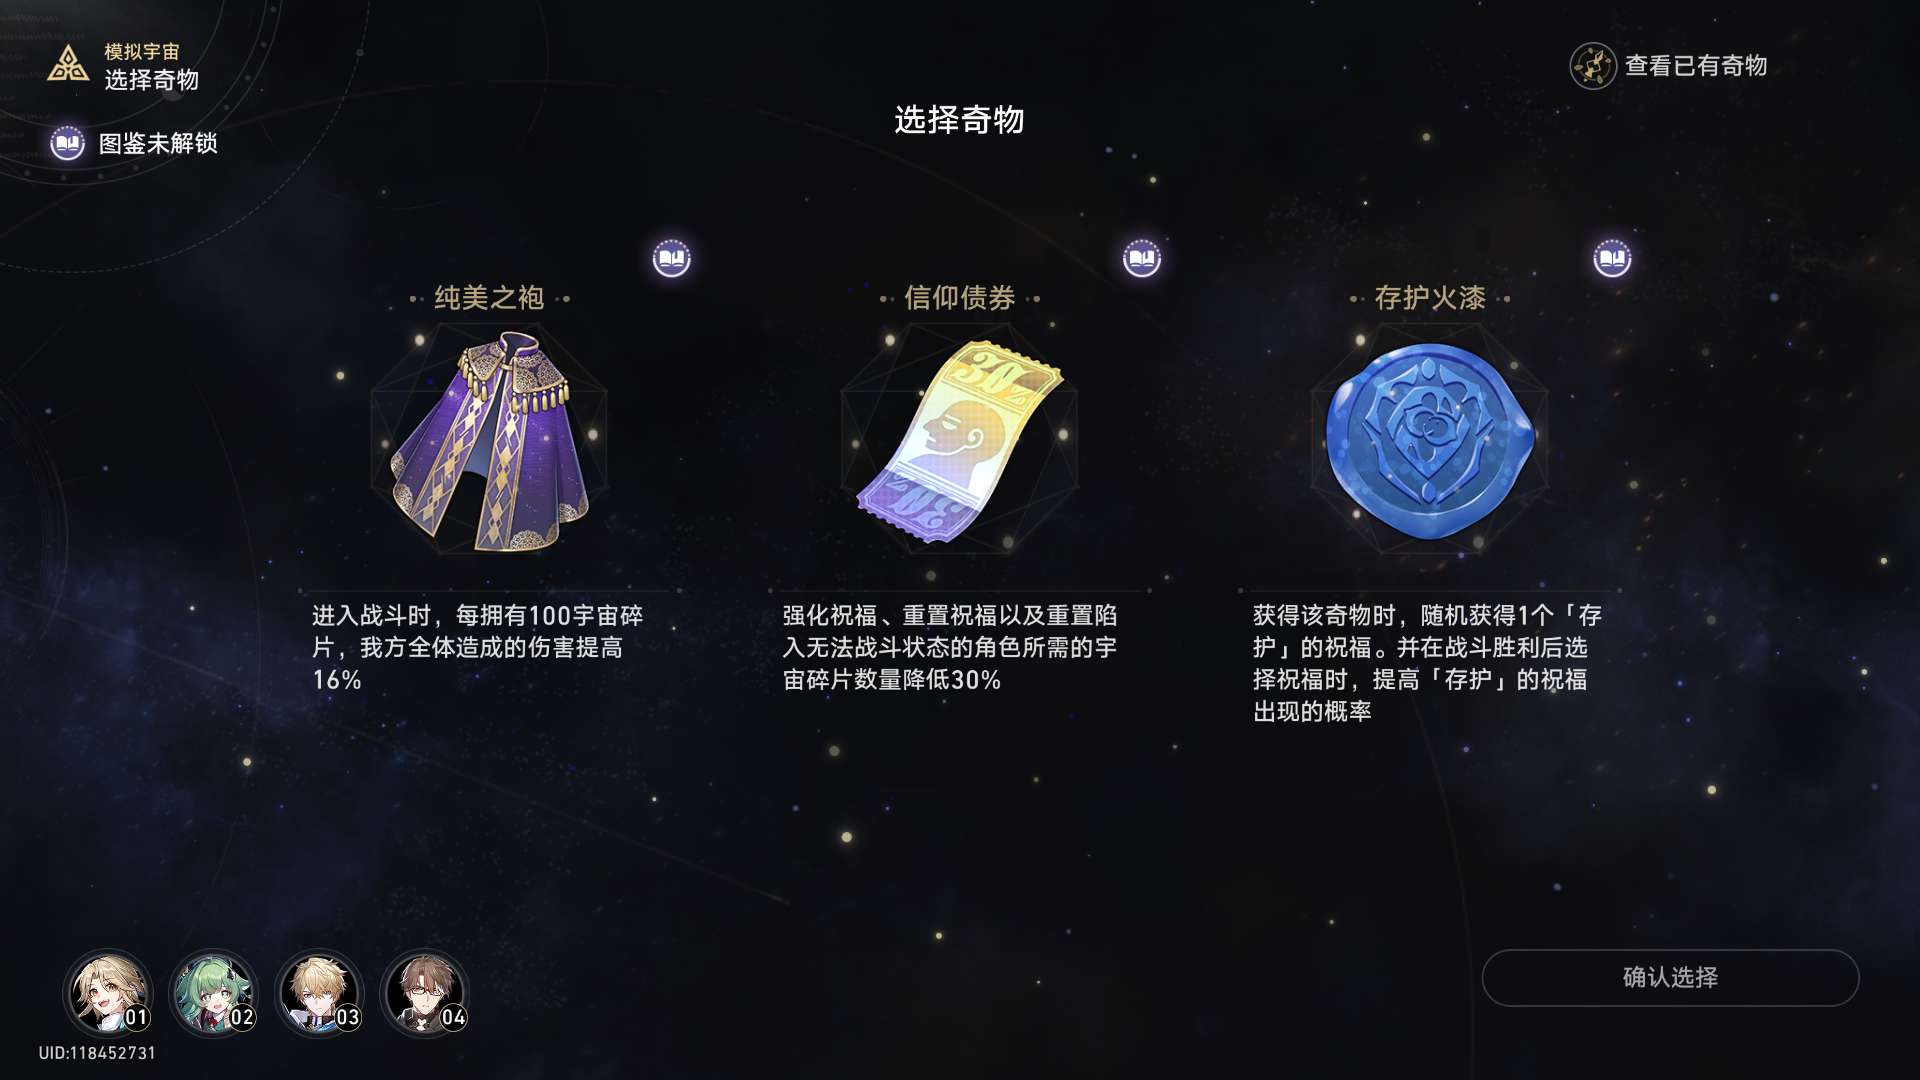 模拟宇宙
选择奇物
查看已有奇物
选择奇物
图鉴未解锁
纯美之袍
进入战斗时，每拥有100宇宙碎
片，我方全体造成的伤害提高
16%
信仰债券
强化祝福、重置祝福以及重置陷
入无法战斗状态的角色所需的宇
宙碎片数量降低30%
存护火漆
获得该奇物时，随机获得1个「存
护」的祝福。并在战斗胜利后选
择祝福时，提高「存护」的祝福
出现的概率
01
02
03
04
确认选择
UID:118452731